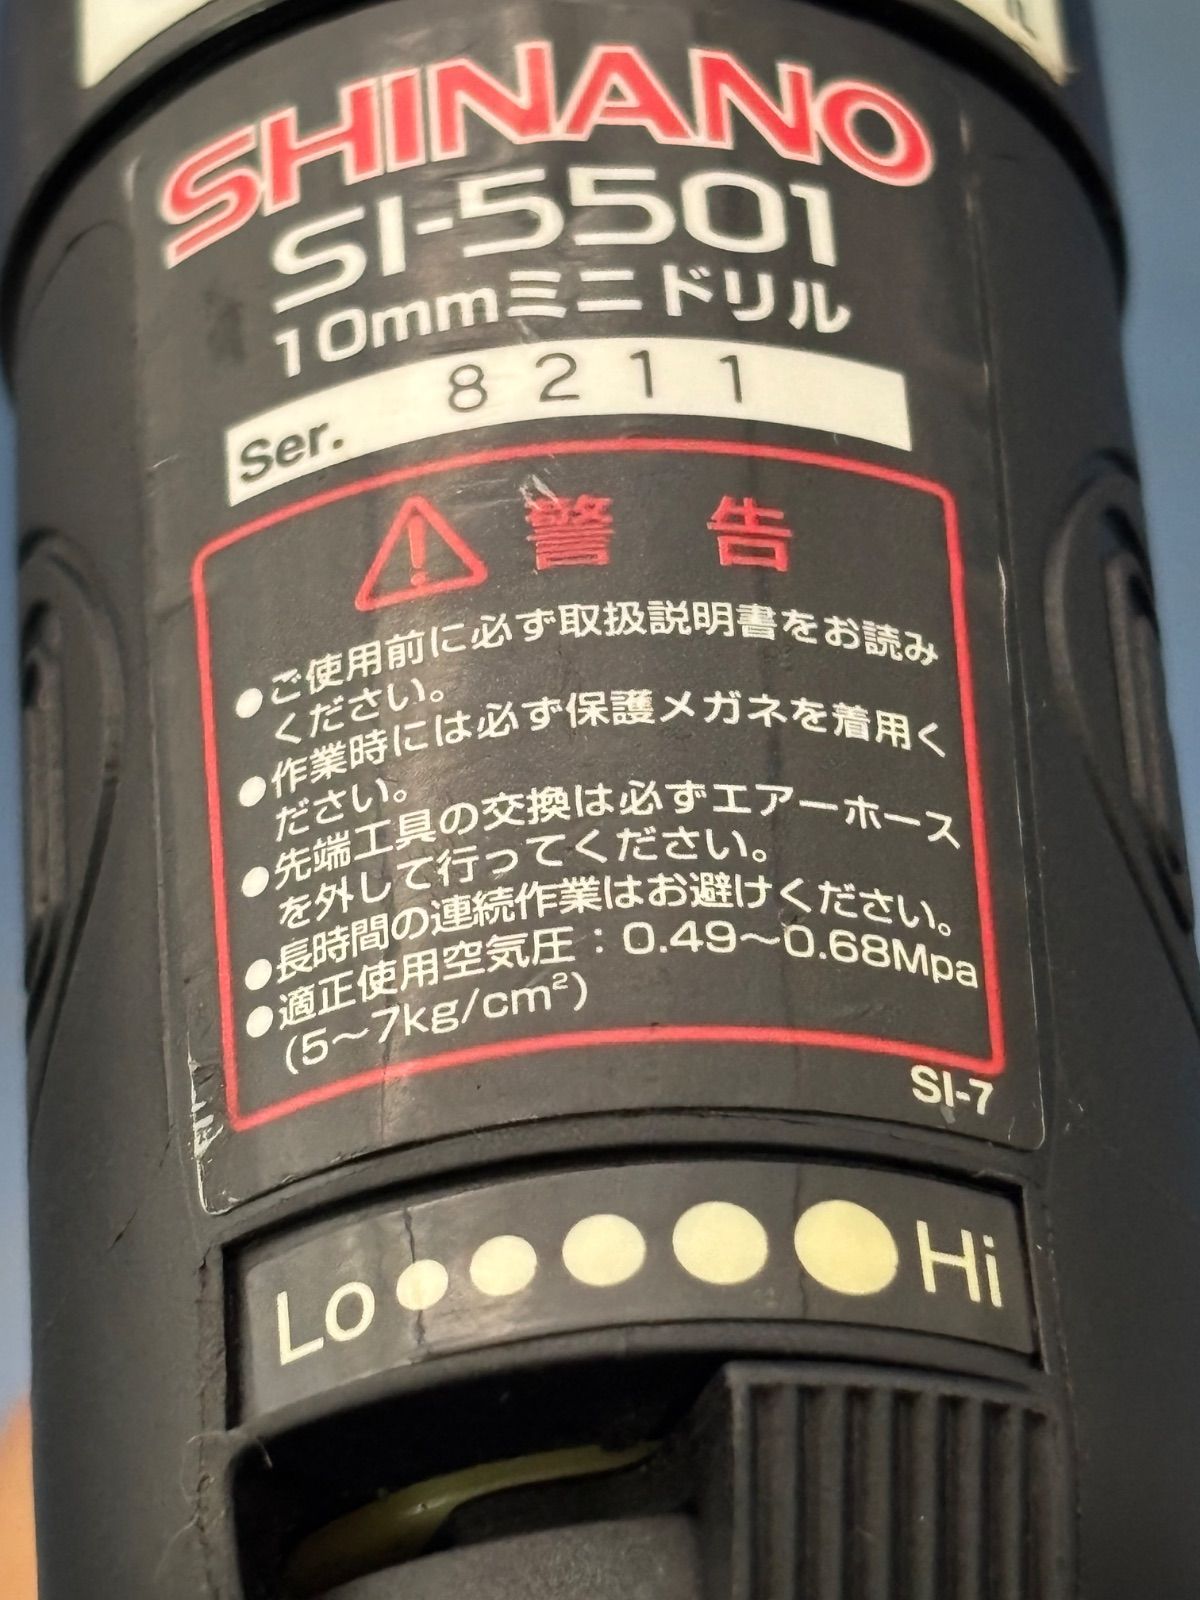 SHINANO
SI-5501
10mmミニドリル
Ser. 8211
警告
●ご使用前に必ず取扱説明書をお読み
ください。
●作業時には必ず保護メガネを着用く
ださい。
●先端工具の交換は必ずエアーホース
を外して行ってください。
●長時間の連続作業はお避けください。
●適正使用空気圧：0.49～0.68Mpa
(5～7kg/cm²)
SI-7
Lo Hi